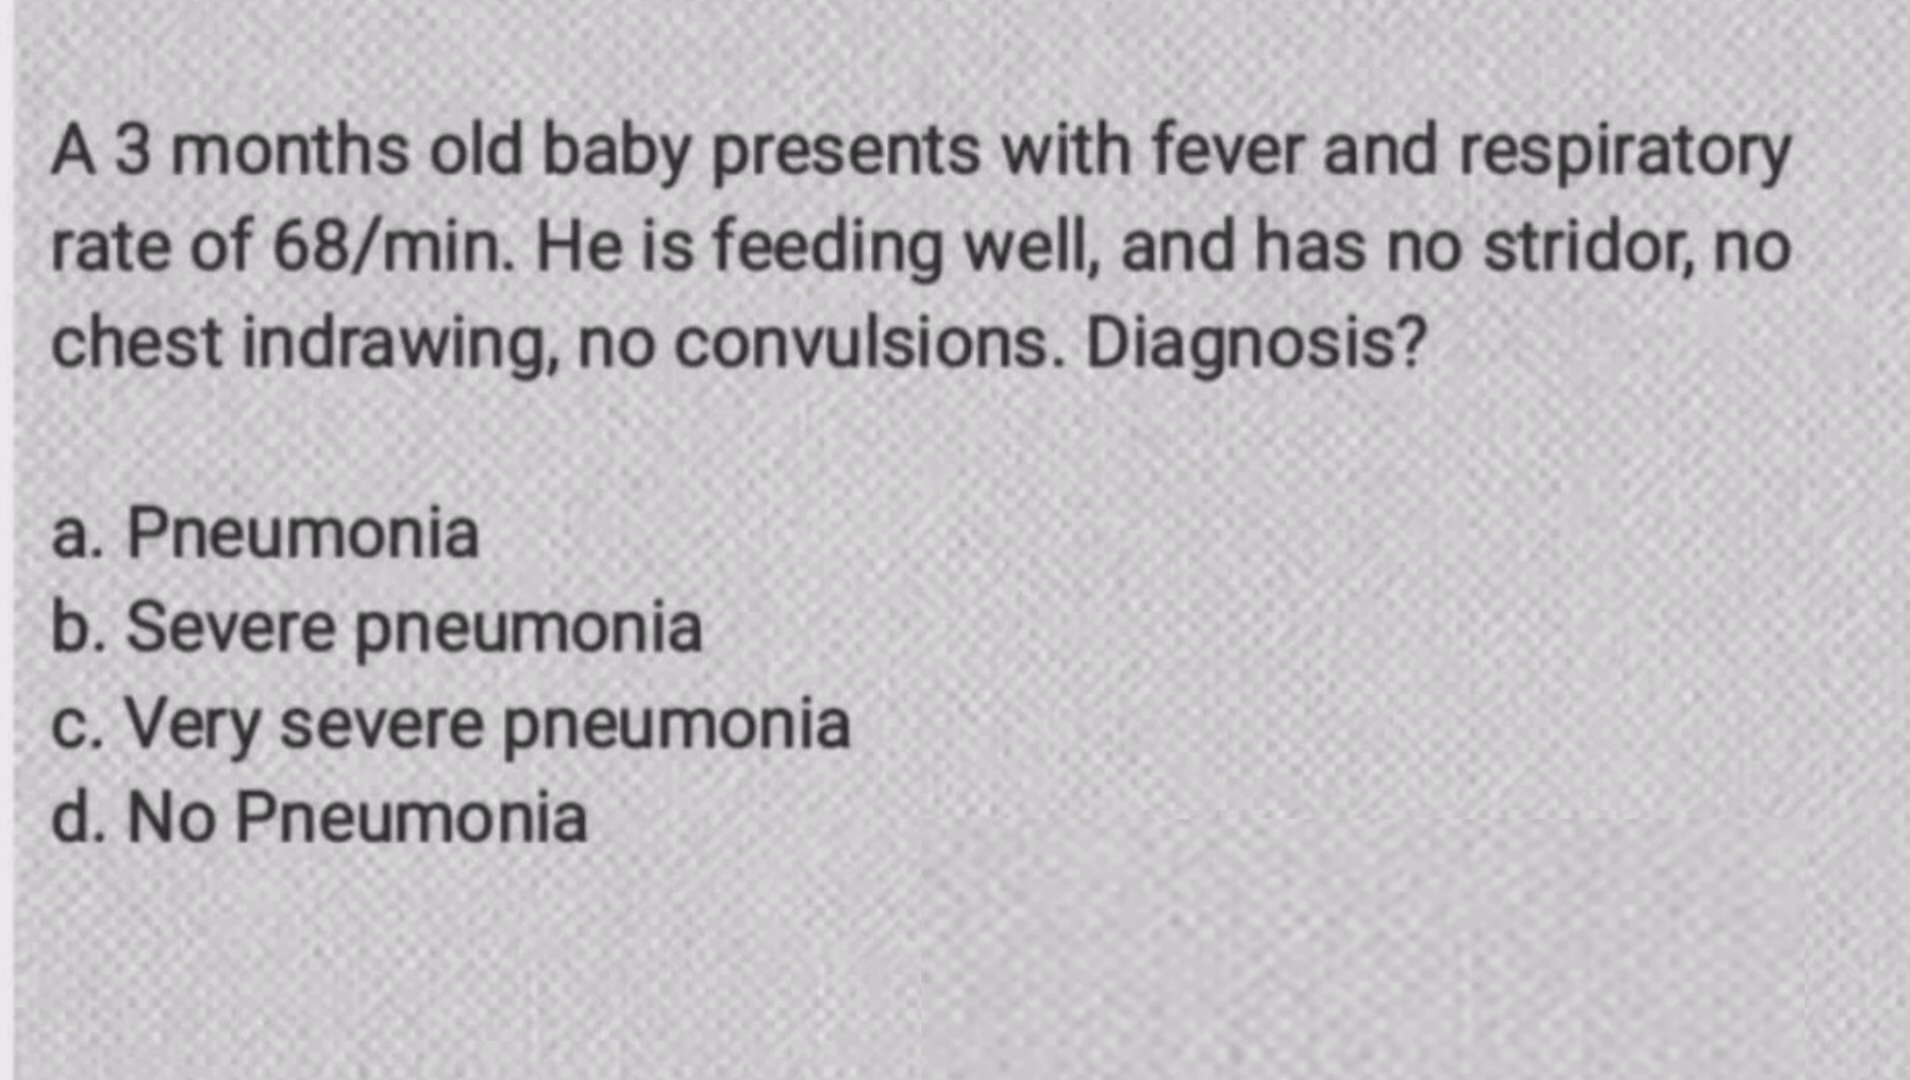 A 3 months old baby presents with fever and respiratory
rate of 68/min. He is feeding well, and has no stridor, no
chest indrawing, no convulsions. Diagnosis?
a. Pneumonia
b. Severe pneumonia
c. Very severe pneumonia
d. No Pneumonia